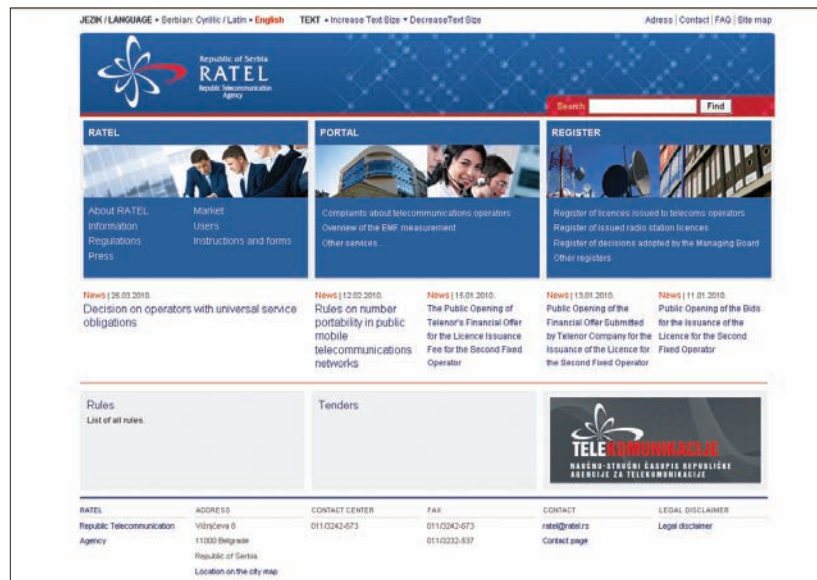 JEZIK / LANGUAGE • Serbian: Cyrillic / Latin • English TEXT • Increase Text Size • DecreaseText Size Adress | Contact | FAQ | Site map
Republic of Serbia
RATEL
Republic Telecommunication
Agency
Search Find
RATEL
About RATEL
Information
Regulations
Press
Market
Users
Instructions and forms
PORTAL
Complaints about telecommunications operators
Overview of the EMF measurement
Other services...
REGISTER
Register of licences issued to telecoms operators
Register of issued radio station licences
Register of decisions adopted by the Managing Board
Other registers
News | 26.03.2010.
Decision on operators with universal service
obligations
News | 12.02.2010.
Rules on number
portability in public
mobile
telecommunications
networks
News | 15.01.2010.
The Public Opening of
Telenor's Financial Offer
for the Licence Issuance
Fee for the Second Fixed
Operator
News | 13.01.2010.
Public Opening of the
Financial Offer Submitted
by Telenor Company for the
Issuance of the Licence for
the Second Fixed Operator
News | 11.01.2010.
Public Opening of the Bids
for the Issuance of the
Licence for the Second
Fixed Operator
Rules
List of all rules.
Tenders
TELEKOMUNIKACIJE
NAUČNO-STRUČNI ČASOPIS REPUBLIČKE
AGENCIJE ZA TELEKOMUNIKACIJE
RATEL
Republic Telecommunication
Agency
ADDRESS
Višnjićeva 8
11000 Belgrade
Republic of Serbia
Location on the city map
CONTACT CENTER
011/3242-673
FAX
011/3242-673
011/3232-537
CONTACT
ratel@ratel.rs
Contact page
LEGAL DISCLAIMER
Legal disclaimer